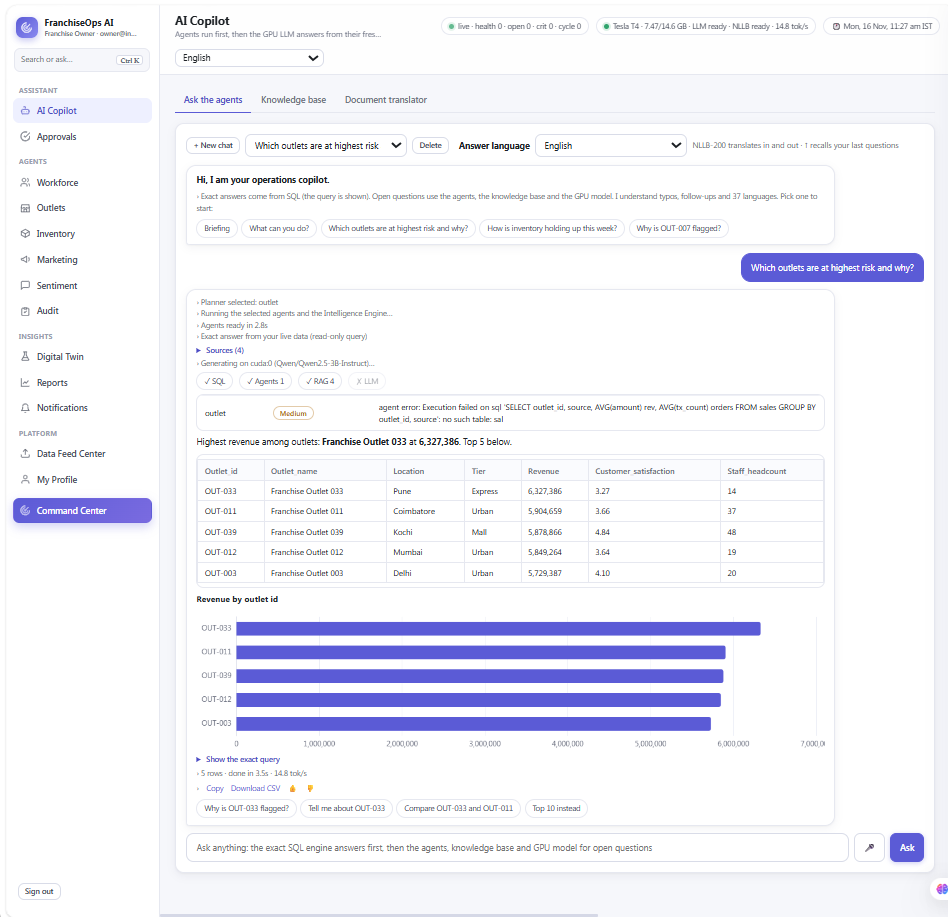 FranchiseOps AI
Franchise Owner · owner@in...
Search or ask... Ctrl K
ASSISTANT
AI Copilot
Approvals
AGENTS
Workforce
Outlets
Inventory
Marketing
Sentiment
Audit
INSIGHTS
Digital Twin
Reports
Notifications
PLATFORM
Data Feed Center
My Profile
Command Center
Sign out
AI Copilot
Agents run first, then the GPU LLM answers from their fres...
live · health 0 · open 0 · crit 0 · cycle 0
Tesla T4 · 7.47/14.6 GB · LLM ready · NLLB ready · 14.8 tok/s
Mon, 16 Nov, 11:27 am IST
English
Ask the agents Knowledge base Document translator
+ New chat Which outlets are at highest risk Delete Answer language English NLLB-200 translates in and out · 1 recalls your last questions
Hi, I am your operations copilot.
› Exact answers come from SQL (the query is shown). Open questions use the agents, the knowledge base and the GPU model. I understand typos, follow-ups and 37 languages. Pick one to
start:
Briefing What can you do? Which outlets are at highest risk and why? How is inventory holding up this week? Why is OUT-007 flagged?
Which outlets are at highest risk and why?
› Planner selected: outlet
› Running the selected agents and the Intelligence Engine...
› Agents ready in 2.8s
› Exact answer from your live data (read-only query)
▶ Sources (4)
› Generating on cuda:0 (Qwen/Qwen2.5-3B-Instruct)...
✓ SQL ✓ Agents 1 ✓ RAG 4 ✗ LLM
outlet Medium agent error: Execution failed on sql 'SELECT outlet_id, source, AVG(amount) rev, AVG(tx_count) orders FROM sales GROUP BY
outlet_id, source': no such table: sal
Highest revenue among outlets: Franchise Outlet 033 at 6,327,386. Top 5 below.
Outlet_id Outlet_name Location Tier Revenue Customer_satisfaction Staff_headcount
OUT-033 Franchise Outlet 033 Pune Express 6,327,386 3.27 14
OUT-011 Franchise Outlet 011 Coimbatore Urban 5,904,659 3.66 37
OUT-039 Franchise Outlet 039 Kochi Mall 5,878,866 4.84 48
OUT-012 Franchise Outlet 012 Mumbai Urban 5,849,264 3.64 19
OUT-003 Franchise Outlet 003 Delhi Urban 5,729,387 4.10 20
Revenue by outlet id
OUT-033
OUT-011
OUT-039
OUT-012
OUT-003
0 1,000,000 2,000,000 3,000,000 4,000,000 5,000,000 6,000,000 7,000,0
▶ Show the exact query
› 5 rows · done in 3.5s · 14.8 tok/s
› Copy Download CSV 👍 👎
Why is OUT-033 flagged? Tell me about OUT-033 Compare OUT-033 and OUT-011 Top 10 instead
Ask anything: the exact SQL engine answers first, then the agents, knowledge base and GPU model for open questions
Ask